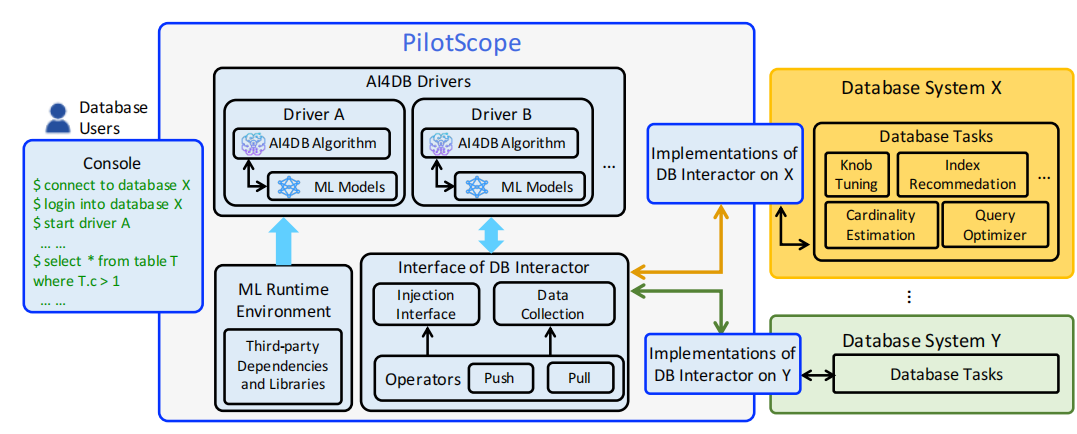 PilotScope
Database
Users
Console
$ connect to database X
$ login into database X
$ start driver A
... ...
$ select * from table T
where T.c > 1
... ...
AI4DB Drivers
Driver A
AI4DB Algorithm
ML Models
Driver B
AI4DB Algorithm
ML Models
...
ML Runtime
Environment
Third-party
Dependencies
and Libraries
Interface of DB Interactor
Injection
Interface
Data
Collection
Operators
Push
Pull
Implementations of
DB Interactor on X
Implementations of
DB Interactor on Y
Database System X
Database Tasks
Knob
Tuning
Index
Recommedation
...
Cardinality
Estimation
Query
Optimizer
...
Database System Y
Database Tasks